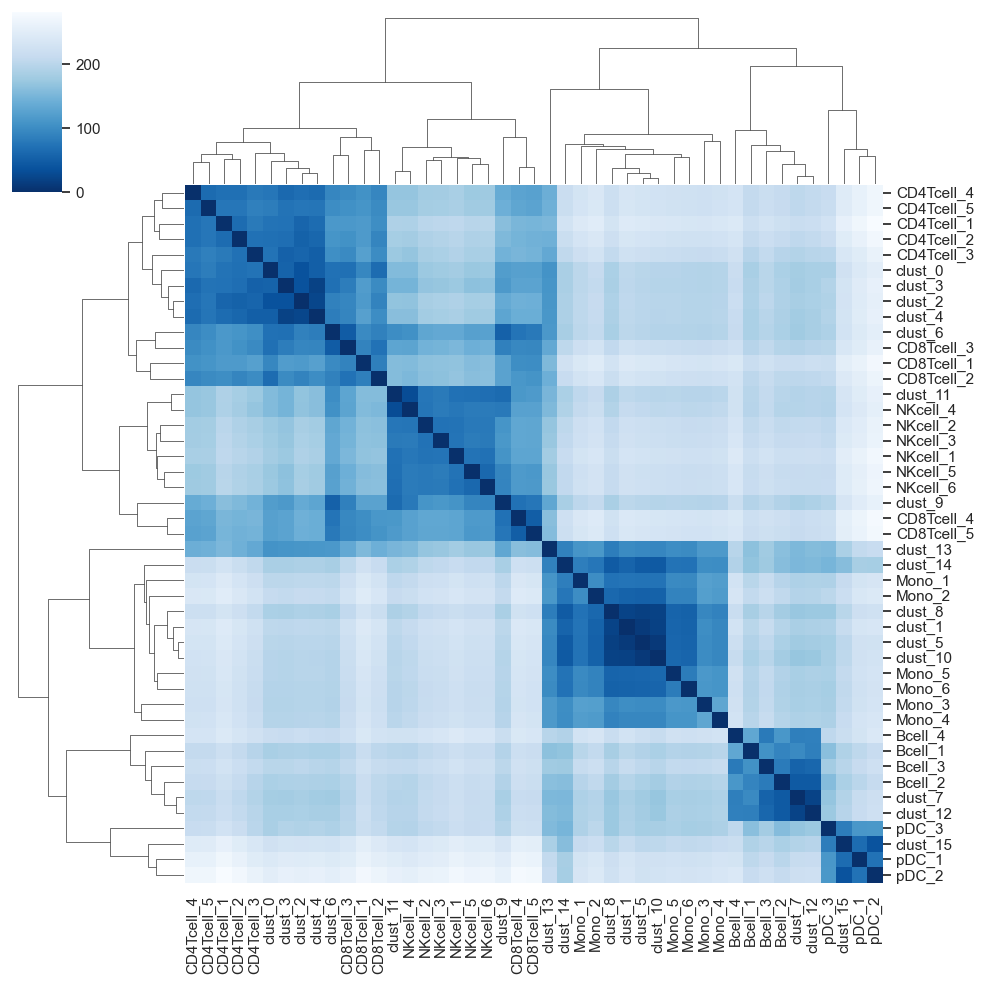 200
100
0
CD4Tcell_4
CD4Tcell_5
CD4Tcell_1
CD4Tcell_2
CD4Tcell_3
clust_0
clust_3
clust_2
clust_4
clust_6
CD8Tcell_3
CD8Tcell_1
CD8Tcell_2
clust_11
NKcell_4
NKcell_2
NKcell_3
NKcell_1
NKcell_5
NKcell_6
clust_9
CD8Tcell_4
CD8Tcell_5
clust_13
clust_14
Mono_1
Mono_2
clust_8
clust_1
clust_5
clust_10
Mono_5
Mono_6
Mono_3
Mono_4
Bcell_4
Bcell_1
Bcell_3
Bcell_2
clust_7
clust_12
pDC_3
clust_15
pDC_1
pDC_2
CD4Tcell_4
CD4Tcell_5
CD4Tcell_1
CD4Tcell_2
CD4Tcell_3
clust_0
clust_3
clust_2
clust_4
clust_6
CD8Tcell_3
CD8Tcell_1
CD8Tcell_2
clust_11
NKcell_4
NKcell_2
NKcell_3
NKcell_1
NKcell_5
NKcell_6
clust_9
CD8Tcell_4
CD8Tcell_5
clust_13
clust_14
Mono_1
Mono_2
clust_8
clust_1
clust_5
clust_10
Mono_5
Mono_6
Mono_3
Mono_4
Bcell_4
Bcell_1
Bcell_3
Bcell_2
clust_7
clust_12
pDC_3
clust_15
pDC_1
pDC_2